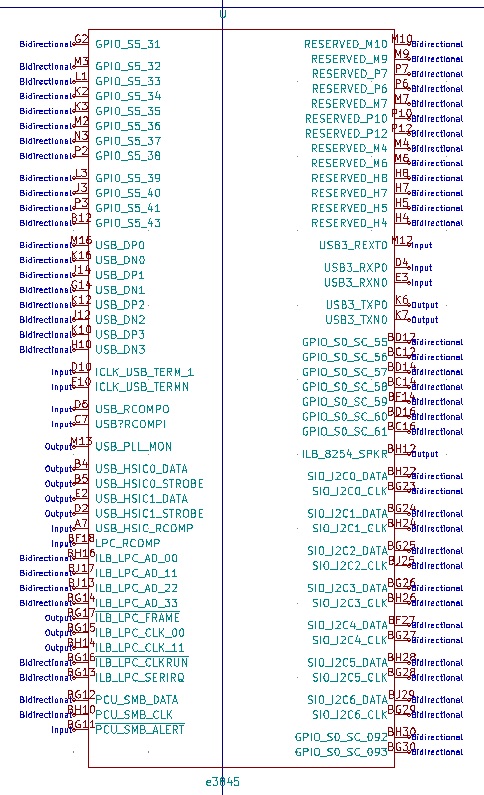 U
Bidirectional G2 GPIO_S5_31 RESERVED_M10 M10 Bidirectional
RESERVED_M9 M9 Bidirectional
Bidirectional M3 GPIO_S5_32
RESERVED_P7 P7 Bidirectional
Bidirectional L1 GPIO_S5_33
RESERVED_P6 P6 Bidirectional
Bidirectional K2 GPIO_S5_34
RESERVED_M7 M7 Bidirectional
Bidirectional K3 GPIO_S5_35
RESERVED_P10 P10 Bidirectional
Bidirectional M2 GPIO_S5_36
RESERVED_P12 P12 Bidirectional
Bidirectional N3 GPIO_S5_37
RESERVED_M4 M4 Bidirectional
Bidirectional P2 GPIO_S5_38
RESERVED_M6 M6 Bidirectional
Bidirectional L3 GPIO_S5_39 RESERVED_H8 H8 Bidirectional
Bidirectional J3 GPIO_S5_40 RESERVED_H7 H7 Bidirectional
Bidirectional P3 GPIO_S5_41 RESERVED_H5 H5 Bidirectional
Bidirectional B12 GPIO_S5_43 RESERVED_H4 H4 Bidirectional
Bidirectional M16 USB_DP0 USB3_REXT0 M12 Input
Bidirectional K16 USB_DN0
USB3_RXP0 D4 Input
Bidirectional J14 USB_DP1
USB3_RXN0 E3 Input
Bidirectional G14 USB_DN1
Bidirectional K12 USB_DP2 USB3_TXP0 K6 Output
Bidirectional J12 USB_DN2 USB3_TXN0 K7 Output
Bidirectional K10 USB_DP3
GPIO_S0_SC_55 BD12 Bidirectional
Bidirectional H10 USB_DN3
GPIO_S0_SC_56 BC12 Bidirectional
Input D10 ICLK_USB_TERM_1 GPIO_S0_SC_57 BD14 Bidirectional
Input F10 ICLK_USB_TERMN GPIO_S0_SC_58 BC14 Bidirectional
GPIO_S0_SC_59 BF14 Bidirectional
Input D6 USB_RCOMPO
GPIO_S0_SC_60 BD16 Bidirectional
Input C7 USB?RCOMPI
GPIO_S0_SC_61 BC16 Bidirectional
Output M13 USB_PLL_MON
ILB_8254_SPKR BH12 Output
Output B4 USB_HSIC0_DATA
SIO_I2C0_DATA BH22 Bidirectional
Output B5 USB_HSIC0_STROBE
SIO_I2C0_CLK BG23 Bidirectional
Output E2 USB_HSIC1_DATA
Output D2 USB_HSIC1_STROBE SIO_I2C1_DATA BG24 Bidirectional
Input A7 USB_HSIC_RCOMP SIO_I2C1_CLK BH24 Bidirectional
Input BF18 LPC_RCOMP
SIO_I2C2_DATA BG25 Bidirectional
Bidirectional BH16 ILB_LPC_AD_00
SIO_I2C2_CLK BJ25 Bidirectional
Bidirectional BJ17 ILB_LPC_AD_11
Bidirectional BJ13 ILB_LPC_AD_22 SIO_I2C3_DATA BG26 Bidirectional
Bidirectional BG14 ILB_LPC_AD_33 SIO_I2C3_CLK BH26 Bidirectional
Output BG17 ILB_LPC_FRAME
SIO_I2C4_DATA BF27 Bidirectional
Output BG15 ILB_LPC_CLK_00
SIO_I2C4_CLK BG27 Bidirectional
Output BH14 ILB_LPC_CLK_11
Bidirectional BG16 ILB_LPC_CLKRUN SIO_I2C5_DATA BH28 Bidirectional
Bidirectional BG13 ILB_LPC_SERIRQ SIO_I2C5_CLK BG28 Bidirectional
Bidirectional BG12 PCU_SMB_DATA SIO_I2C6_DATA BJ29 Bidirectional
Bidirectional BH10 PCU_SMB_CLK SIO_I2C6_CLK BG29 Bidirectional
Input BG11 PCU_SMB_ALERT
GPIO_S0_SC_092 BH30 Bidirectional
GPIO_S0_SC_093 BG30 Bidirectional
e3845